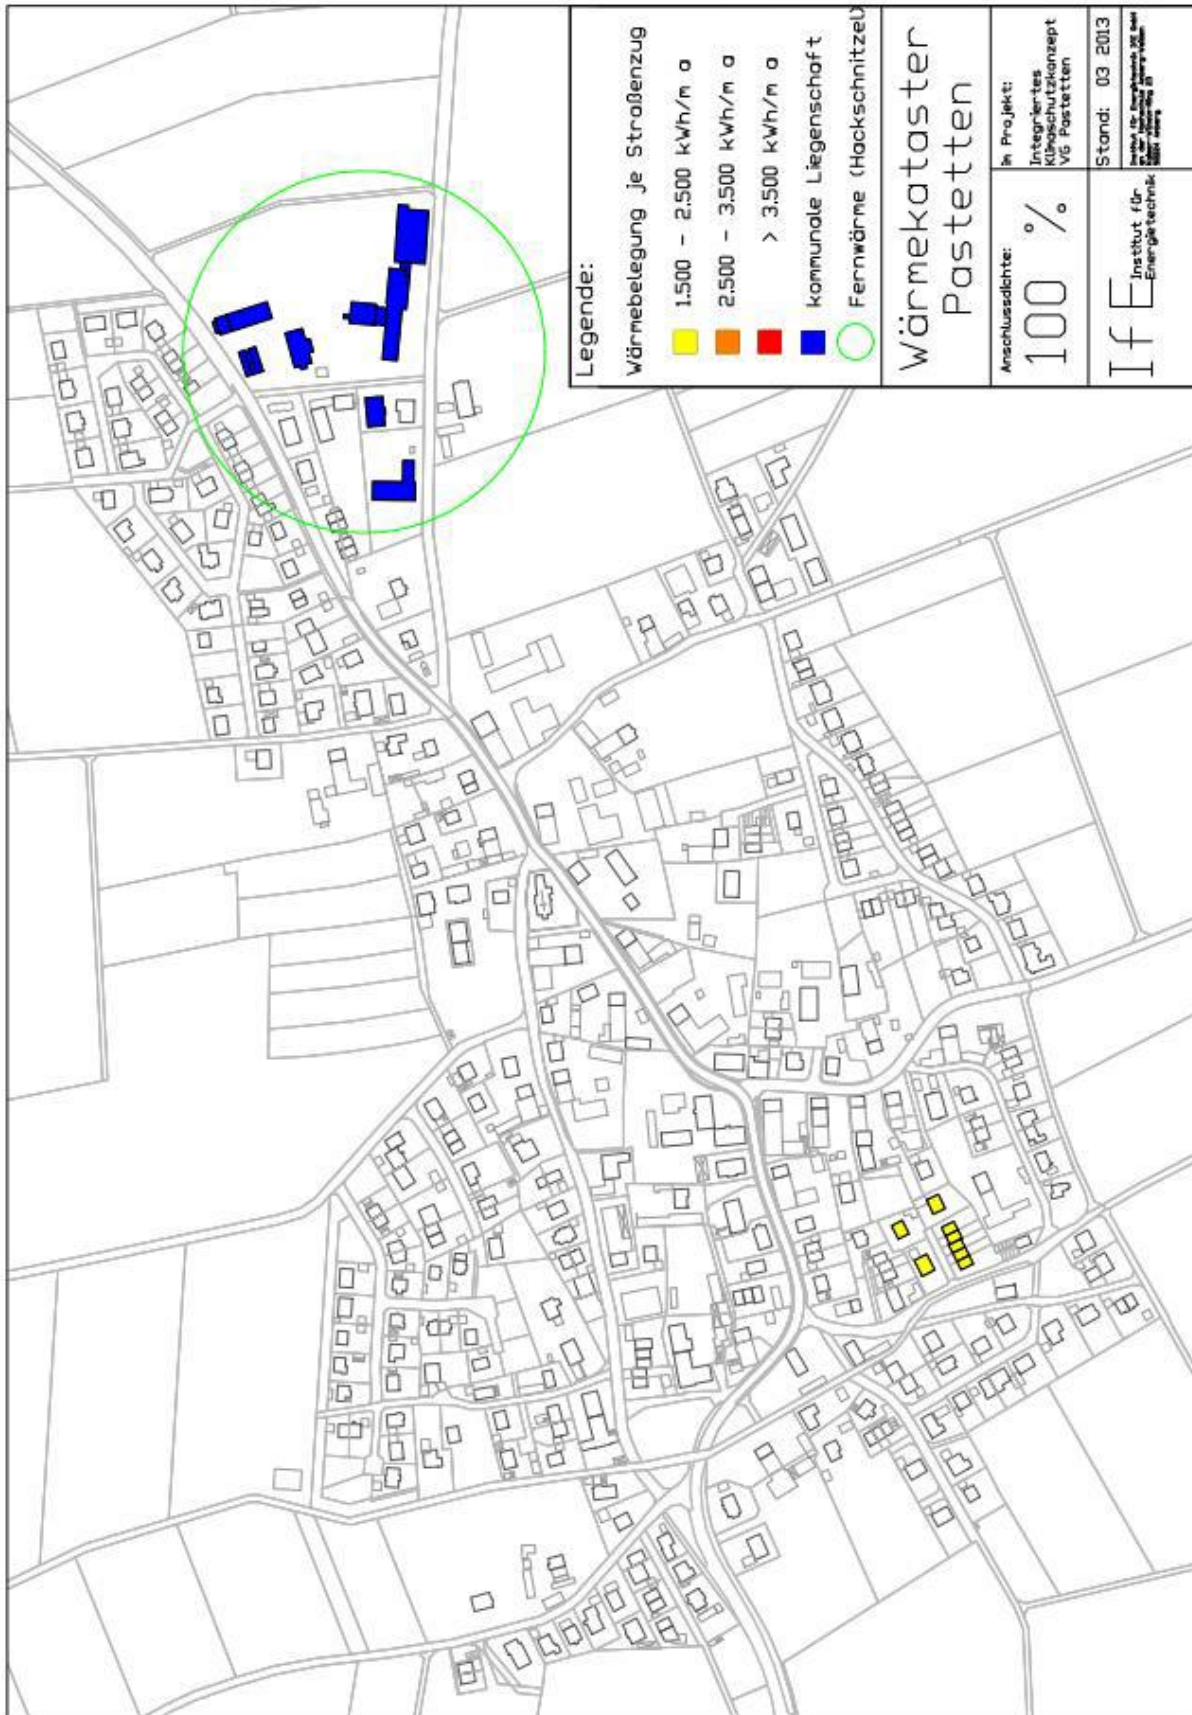 Legende:
Wärmebelegung je Straßenzug
1.500 - 2.500 kWh/m a
2.500 - 3.500 kWh/m a
> 3.500 kWh/m a
kommunale Liegenschaft
Fernwärme (Hackschnitzel)
Wärmekataster
Pastetten
Anschlussdichte:
100 %
im Projekt:
Integriertes
Klimaschutzkonzept
VG Pastetten
IfE
Institut für
Energietechnik
Stand: 03 2013